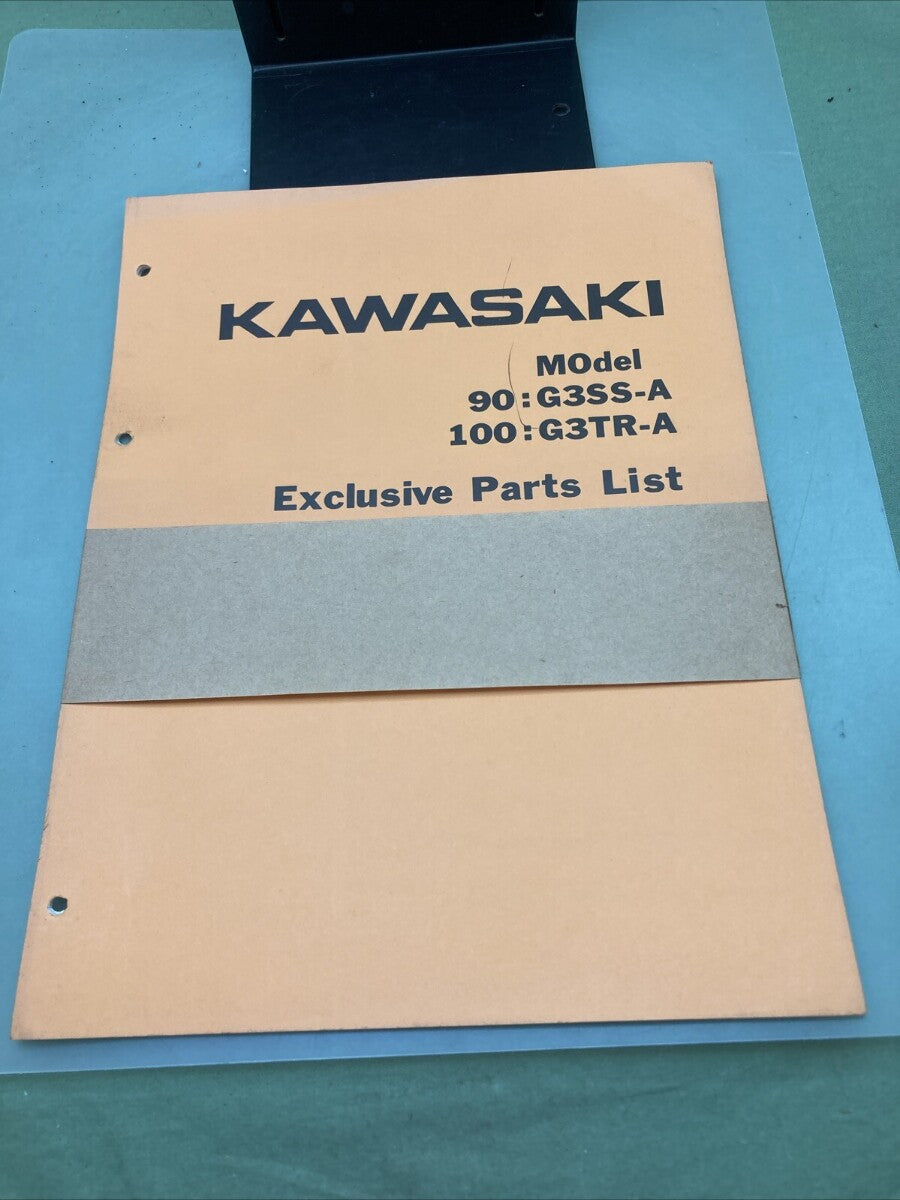 KAWASAKI
MOdel
90:G3SS-A
100:G3TR-A
Exclusive Parts List